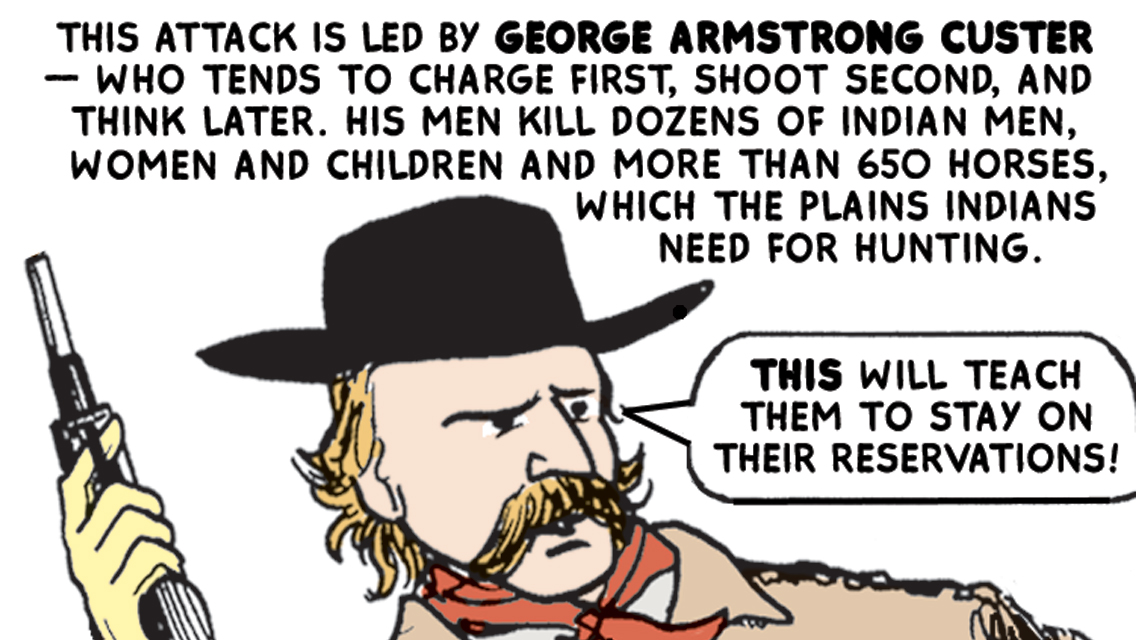 THIS ATTACK IS LED BY GEORGE ARMSTRONG CUSTER
— WHO TENDS TO CHARGE FIRST, SHOOT SECOND, AND
THINK LATER. HIS MEN KILL DOZENS OF INDIAN MEN,
WOMEN AND CHILDREN AND MORE THAN 650 HORSES,
WHICH THE PLAINS INDIANS
NEED FOR HUNTING.
THIS WILL TEACH
THEM TO STAY ON
THEIR RESERVATIONS!